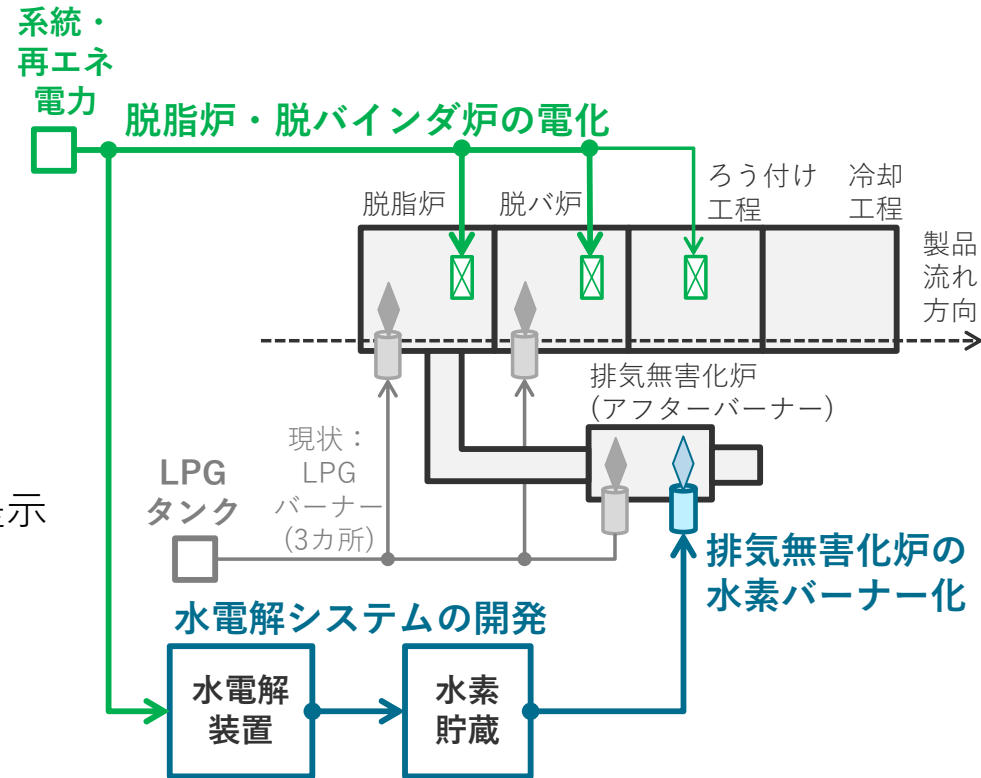 系統・
再エネ
電力
脱脂炉・脱バインダ炉の電化
脱脂炉
脱バ炉
ろう付け
工程
冷却
工程
製品
流れ
方向
排気無害化炉
(アフターバーナー)
現状：
LPG
バーナー
(3カ所)
LPG
タンク
示
排気無害化炉の
水素バーナー化
水電解システムの開発
水電解
装置
水素
貯蔵